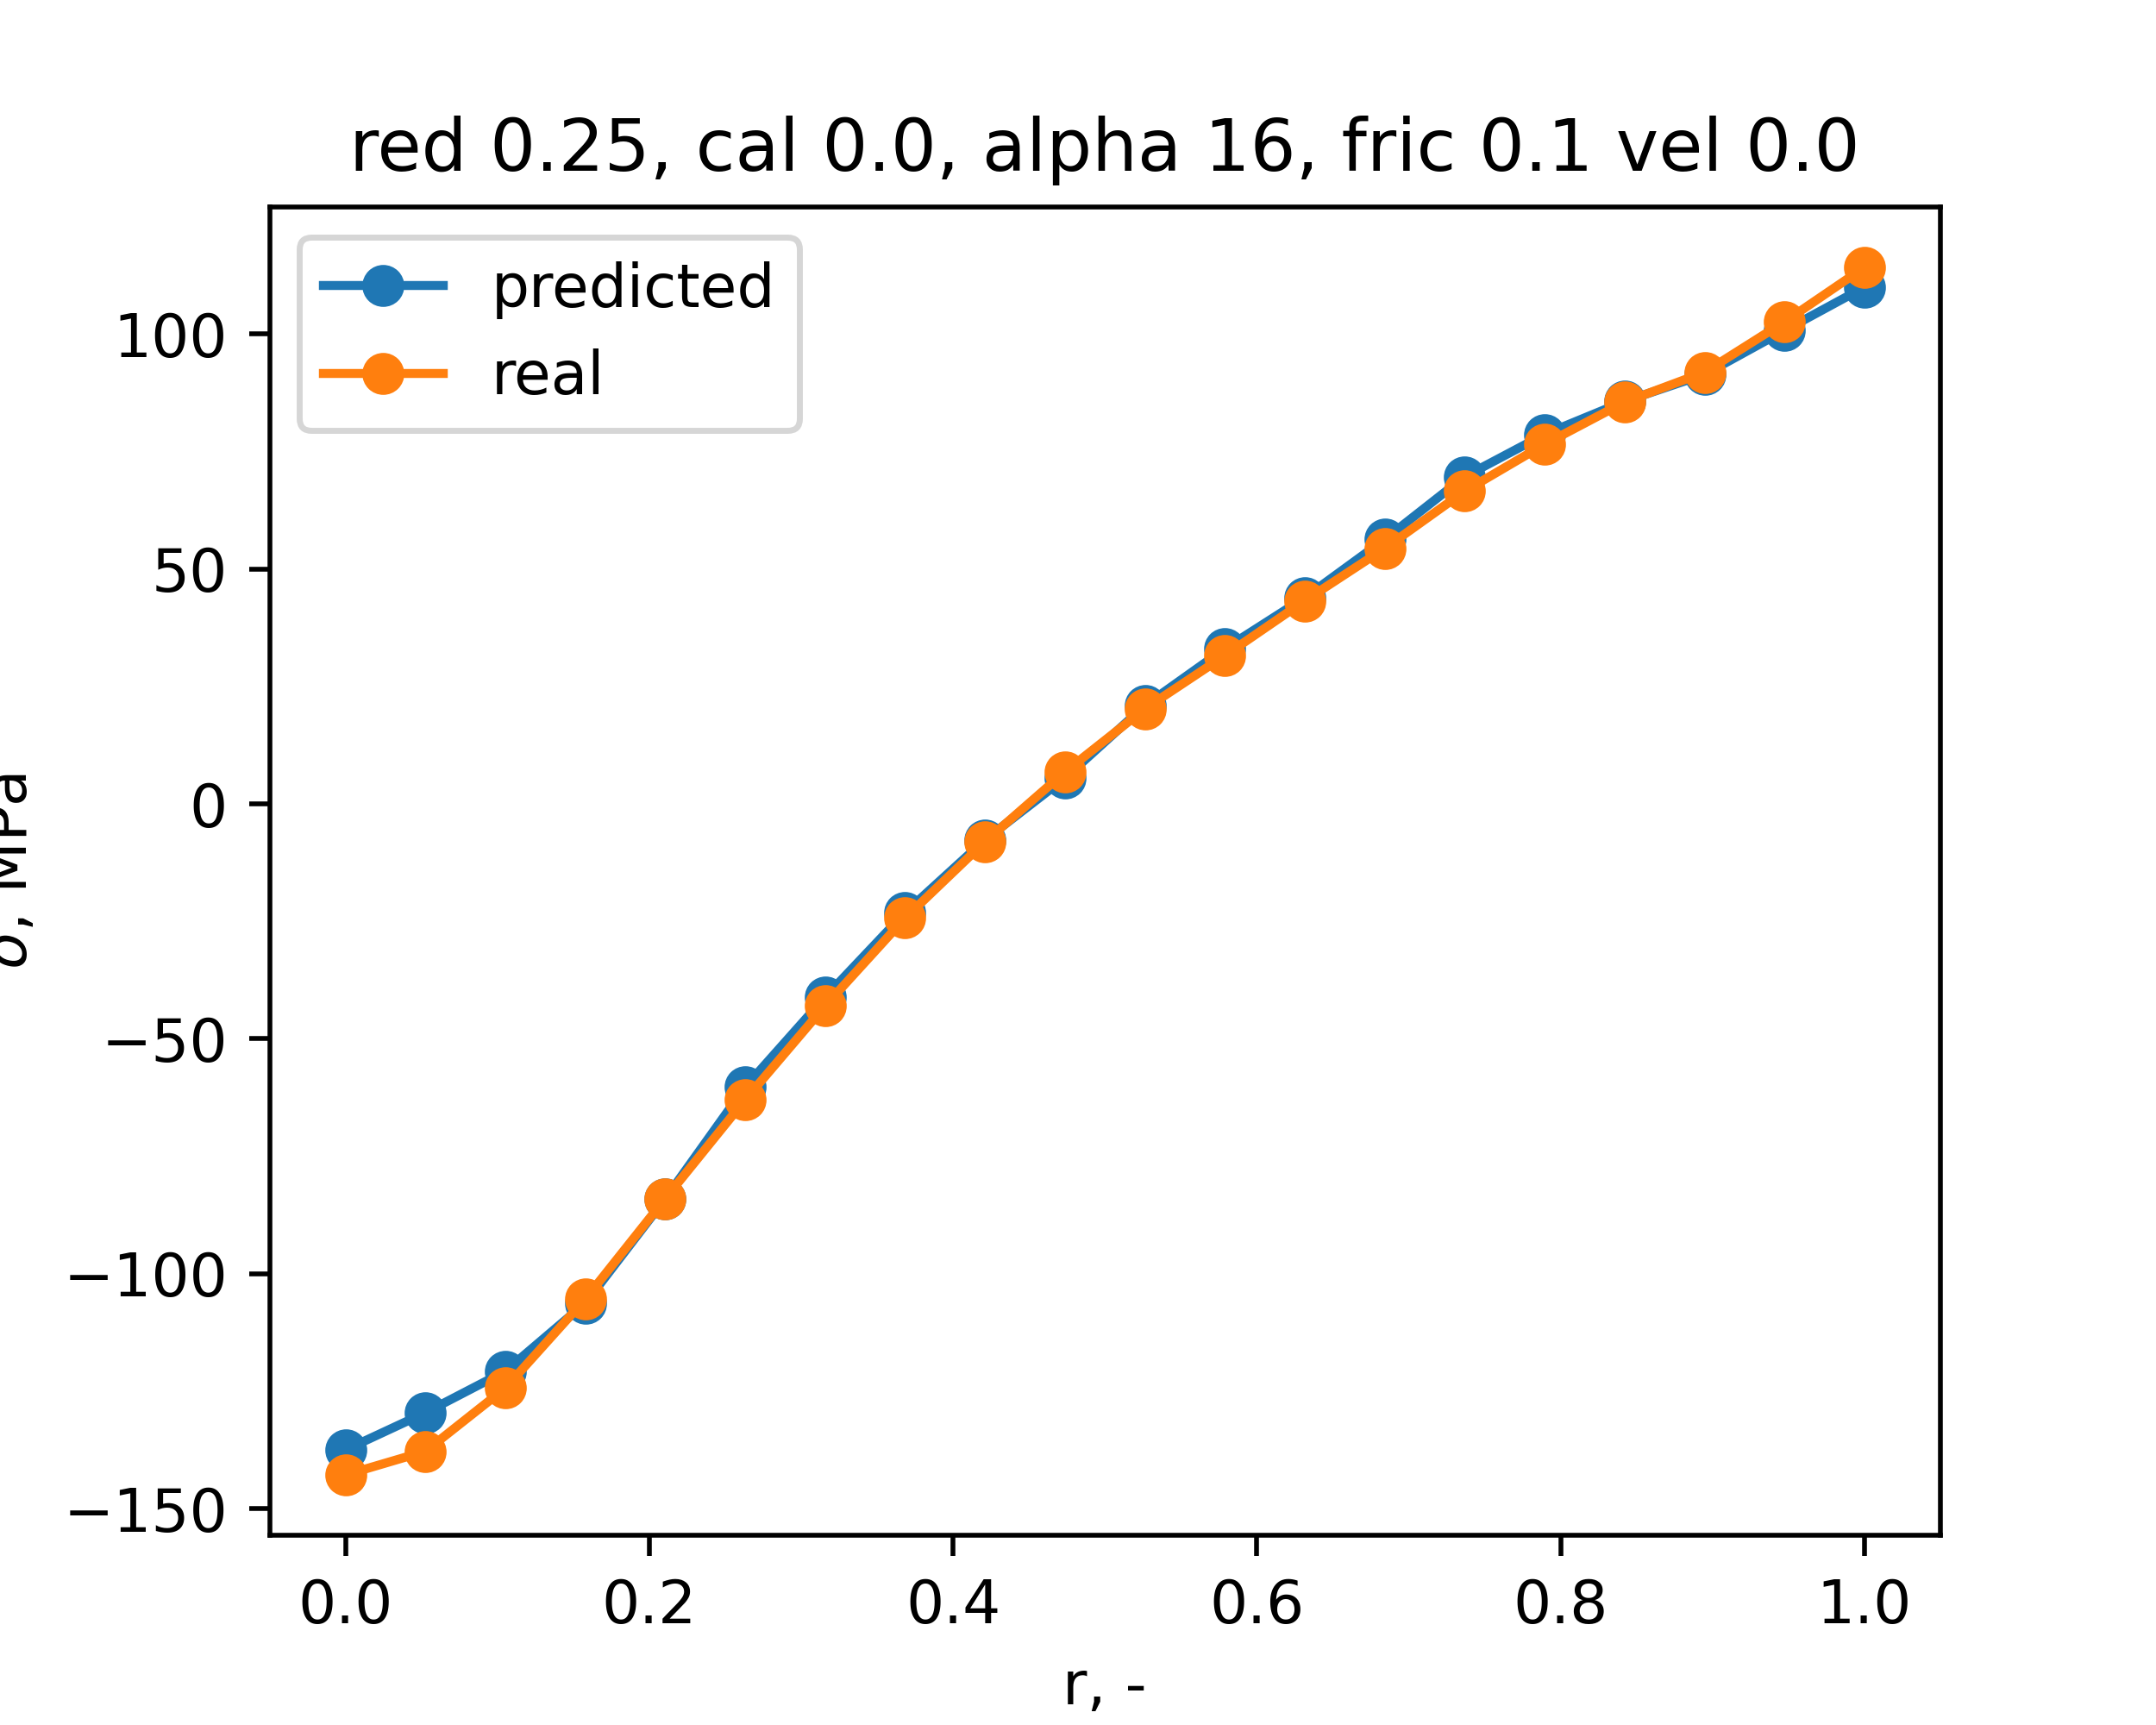 red 0.25, cal 0.0, alpha 16, fric 0.1 vel 0.0
predicted
real
100
50
0
−50
−100
−150
σ, MPa
0.0 0.2 0.4 0.6 0.8 1.0
r, -